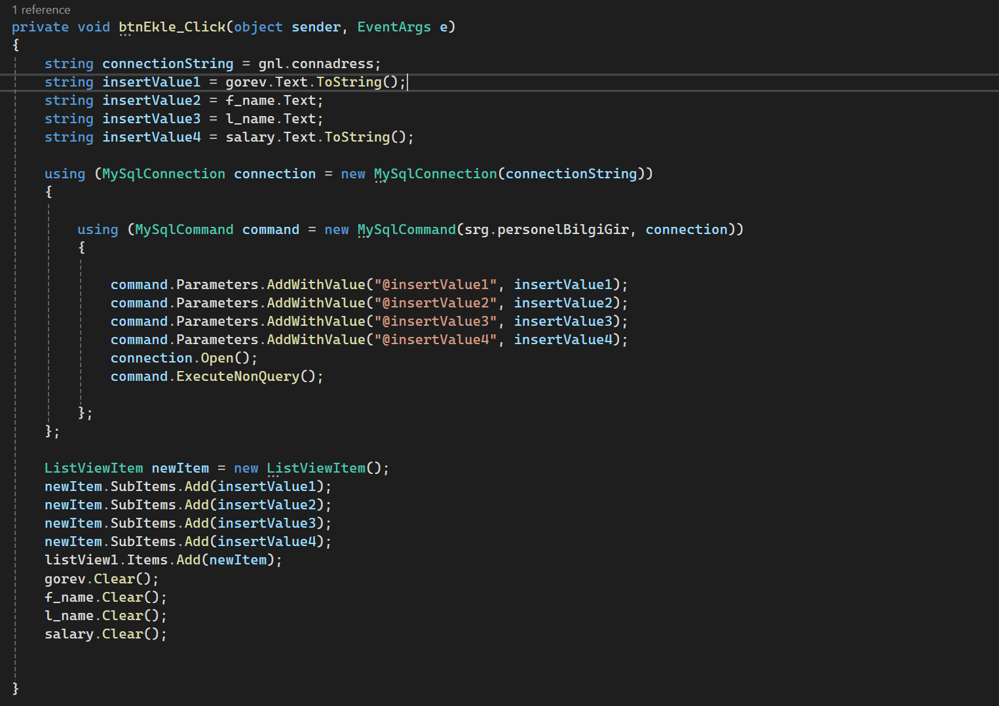 1 reference
private void btnEkle_Click(object sender, EventArgs e)
{
    string connectionString = gnl.connadress;
    string insertValue1 = gorev.Text.ToString();
    string insertValue2 = f_name.Text;
    string insertValue3 = l_name.Text;
    string insertValue4 = salary.Text.ToString();

    using (MySqlConnection connection = new MySqlConnection(connectionString))
    {

        using (MySqlCommand command = new MySqlCommand(srg.personelBilgiGir, connection))
        {

            command.Parameters.AddWithValue("@insertValue1", insertValue1);
            command.Parameters.AddWithValue("@insertValue2", insertValue2);
            command.Parameters.AddWithValue("@insertValue3", insertValue3);
            command.Parameters.AddWithValue("@insertValue4", insertValue4);
            connection.Open();
            command.ExecuteNonQuery();

        };
    };

    ListViewItem newItem = new ListViewItem();
    newItem.SubItems.Add(insertValue1);
    newItem.SubItems.Add(insertValue2);
    newItem.SubItems.Add(insertValue3);
    newItem.SubItems.Add(insertValue4);
    listView1.Items.Add(newItem);
    gorev.Clear();
    f_name.Clear();
    l_name.Clear();
    salary.Clear();


}